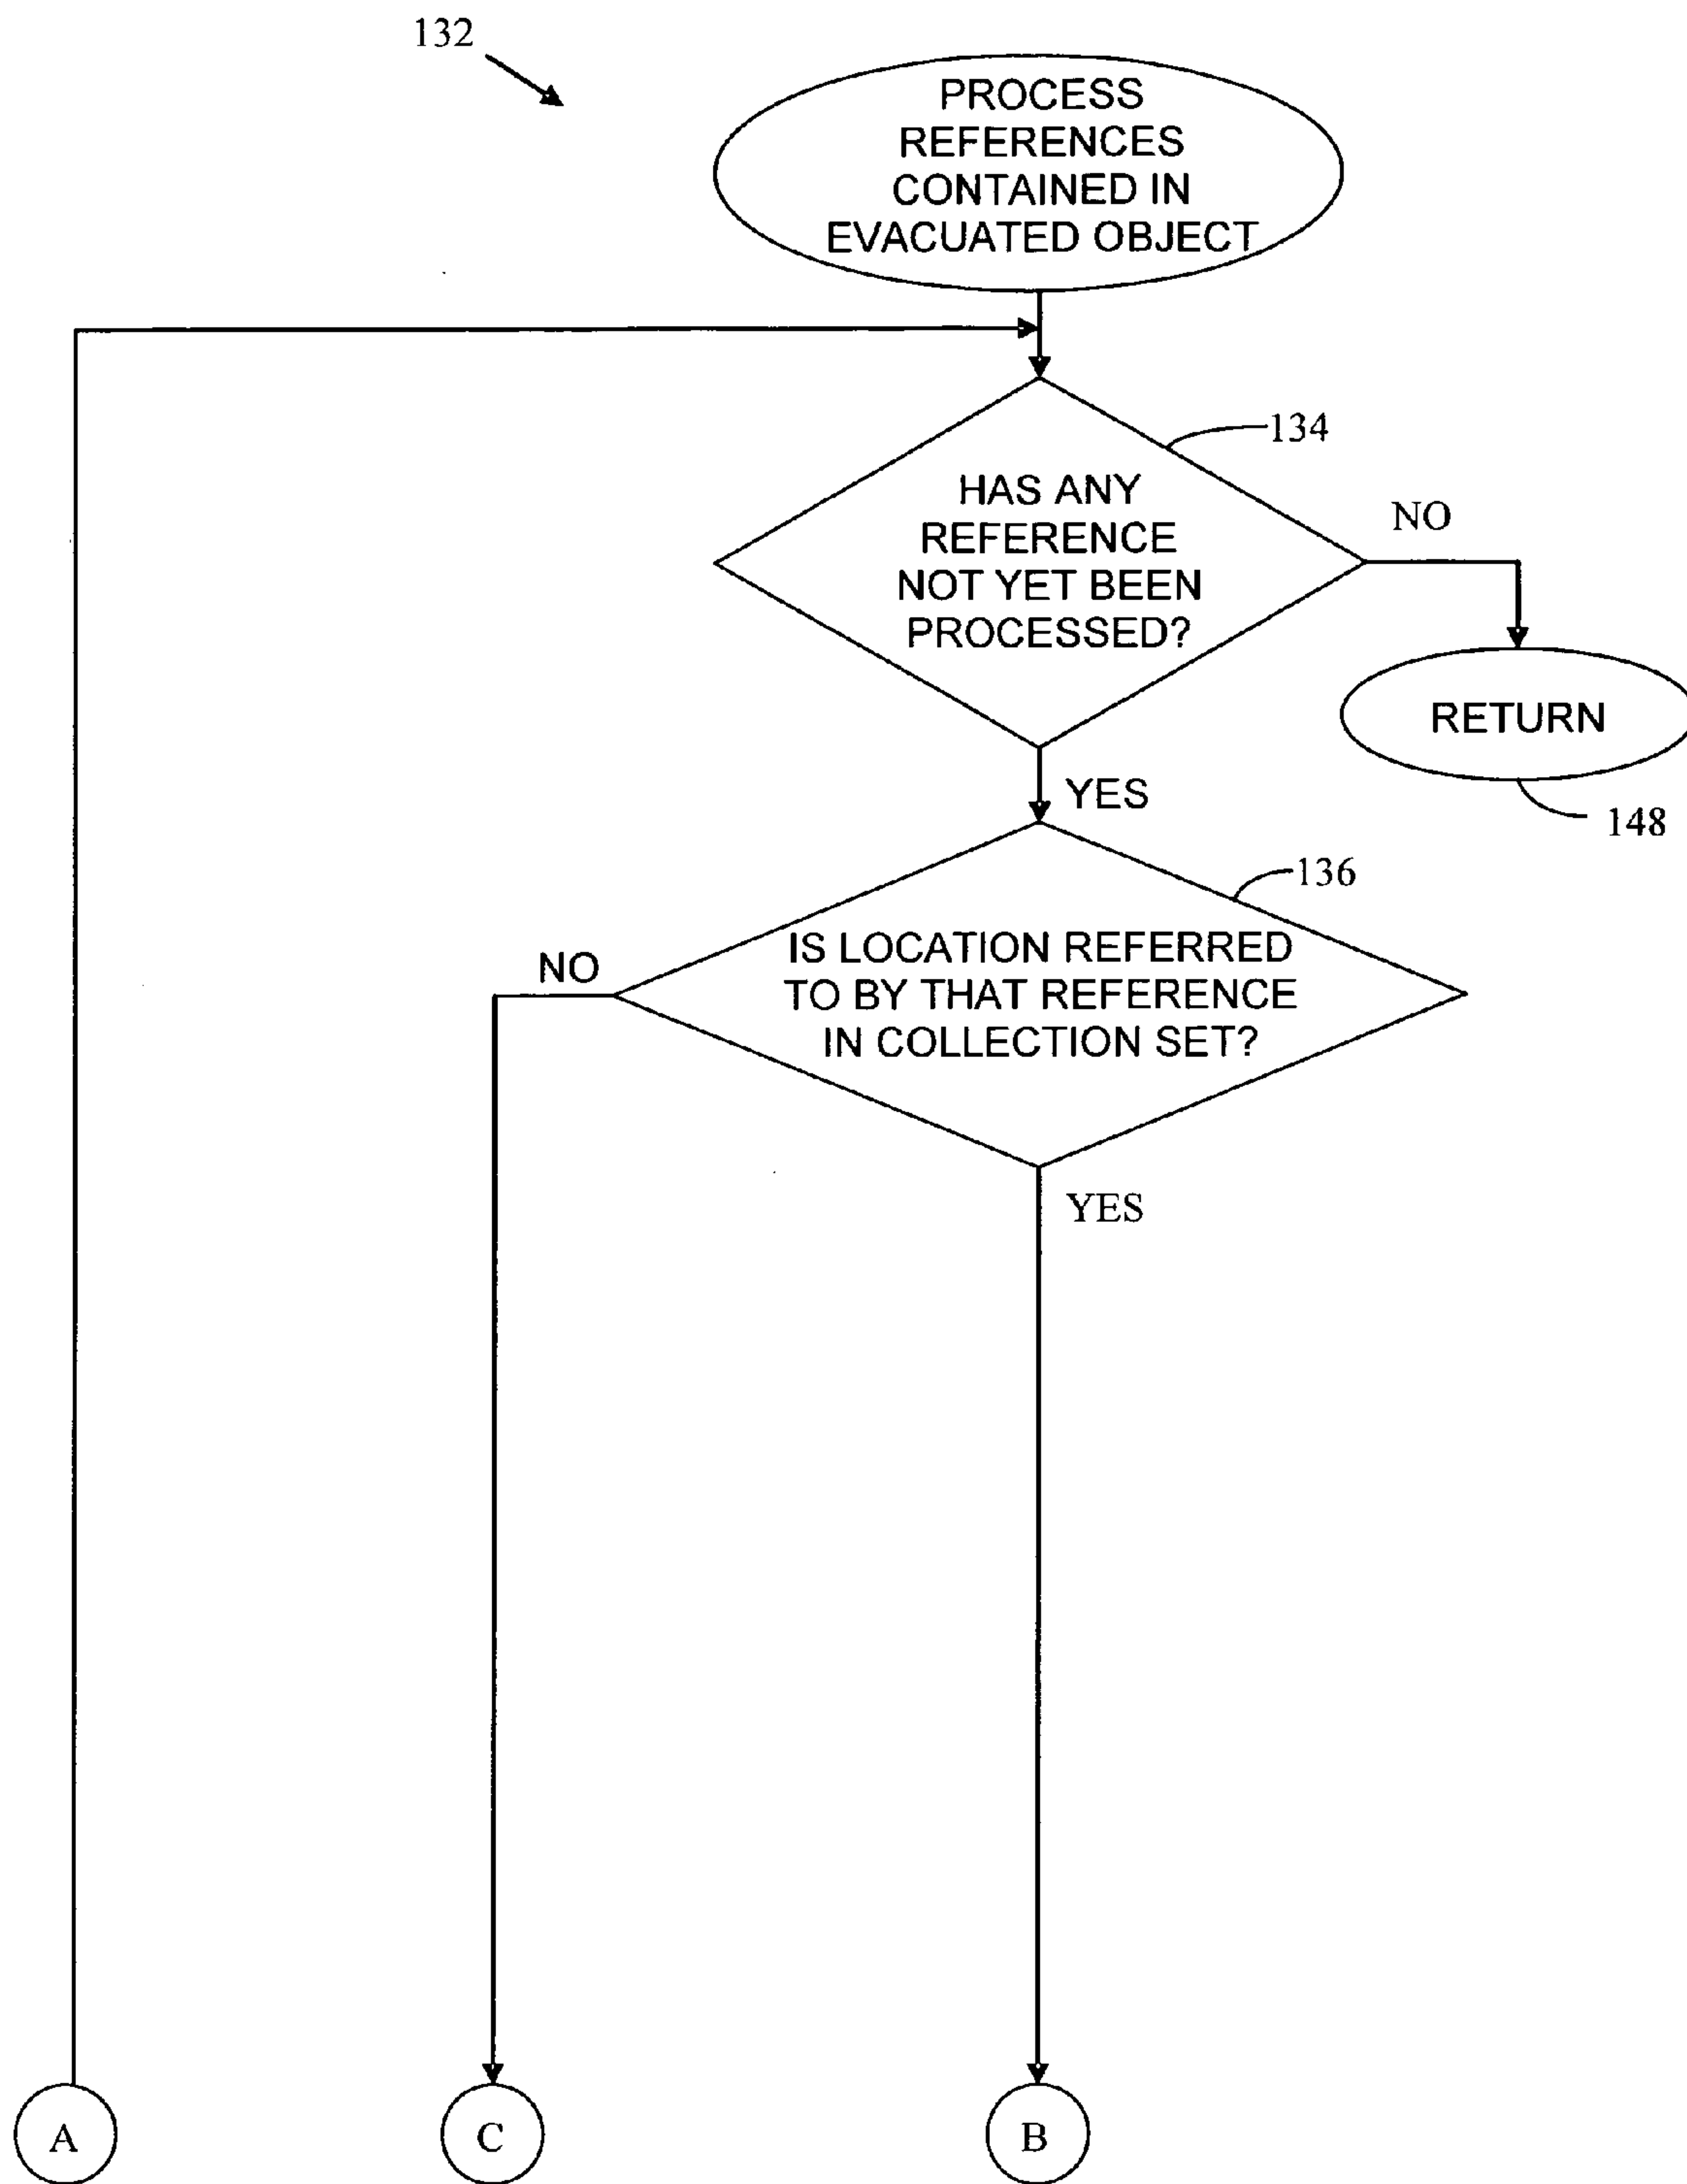 132
PROCESS
REFERENCES
CONTAINED IN
EVACUATED OBJECT
134
HAS ANY
REFERENCE
NOT YET BEEN
PROCESSED?
NO
RETURN
148
YES
136
IS LOCATION REFERRED
TO BY THAT REFERENCE
IN COLLECTION SET?
NO
YES
A
C
B